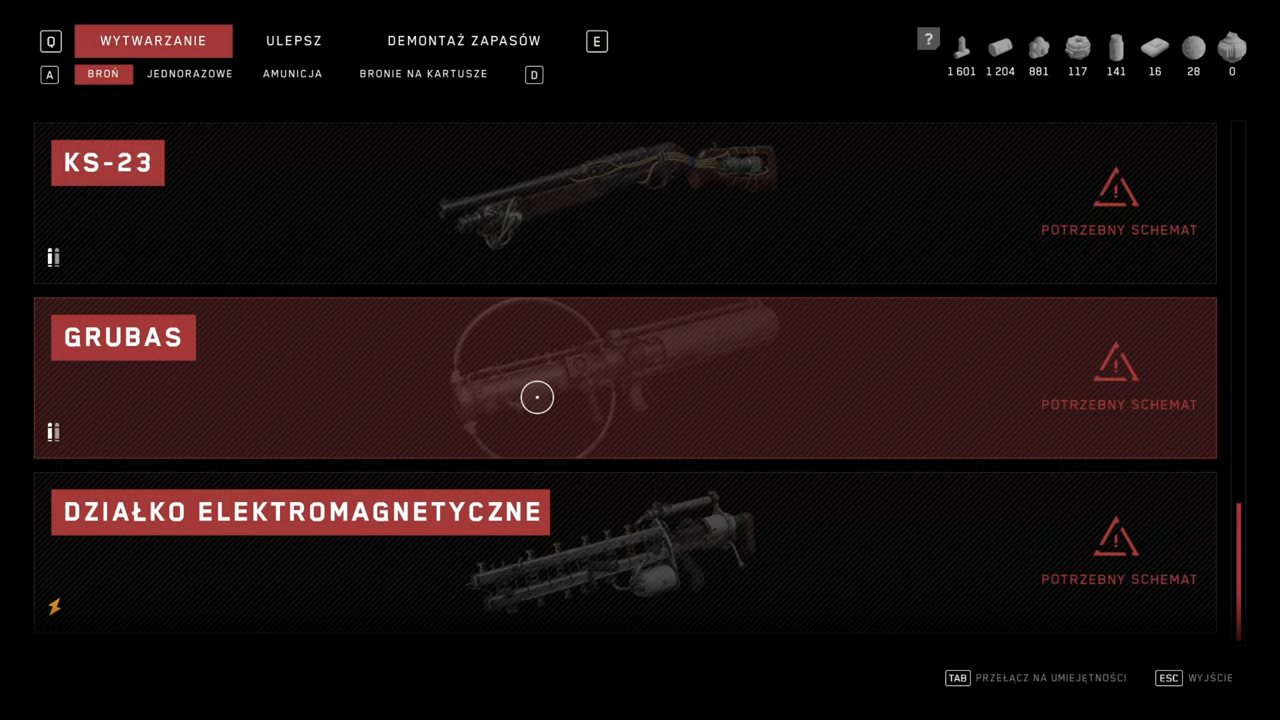 Q WYTWARZANIE ULEPSZ DEMONTAŻ ZAPASÓW E ?
A BROŃ JEDNORAZOWE AMUNICJA BRONIE NA KARTUSZE D
1 601 1 204 881 117 141 16 28 0
KS-23
POTRZEBNY SCHEMAT
GRUBAS
POTRZEBNY SCHEMAT
DZIAŁKO ELEKTROMAGNETYCZNE
POTRZEBNY SCHEMAT
TAB PRZEŁĄCZ NA UMIEJĘTNOŚCI ESC WYJŚCIE